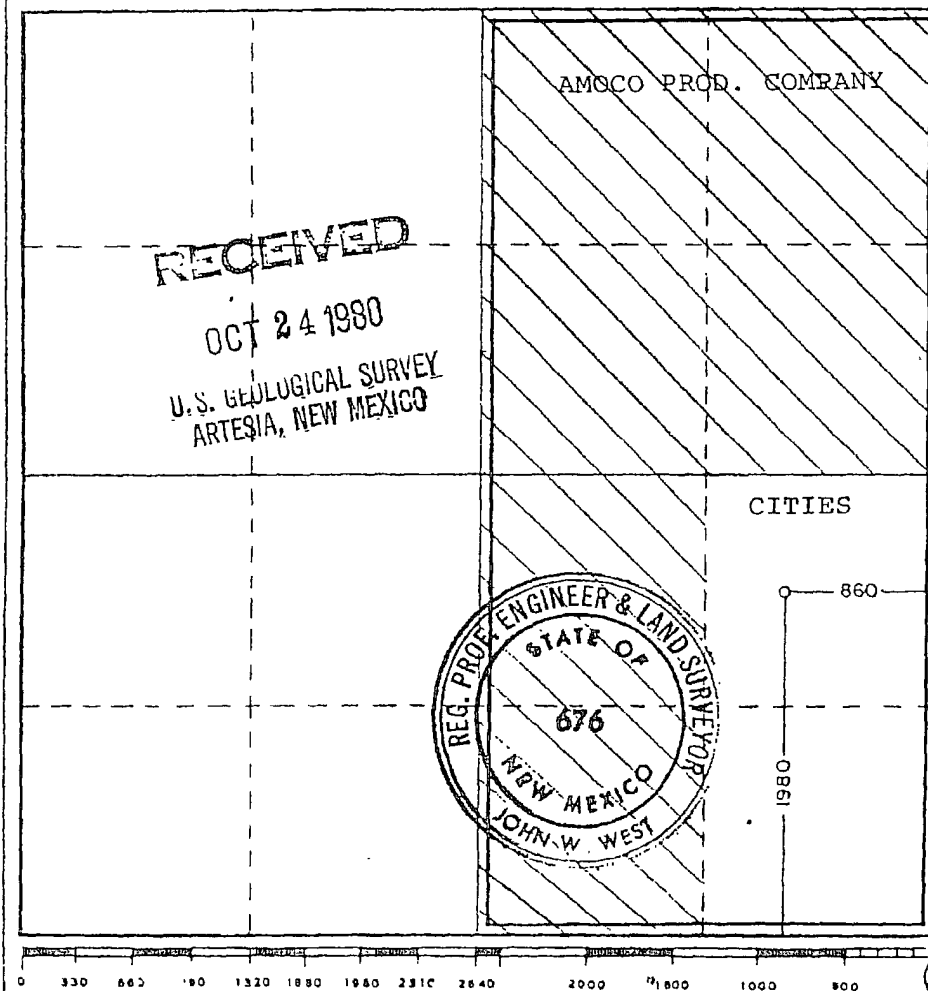 AMOCO PROD. COMPANY
RECEIVED
OCT 24 1980
U.S. GEOLOGICAL SURVEY
ARTESIA, NEW MEXICO
CITIES
860
REG. PROF. ENGINEER & LAND SURVEYOR
STATE OF
676
NEW MEXICO
JOHN W. WEST
1980
0 330 660 '90 1320 1650 1980 2310 2640 2000 1500 1000 500